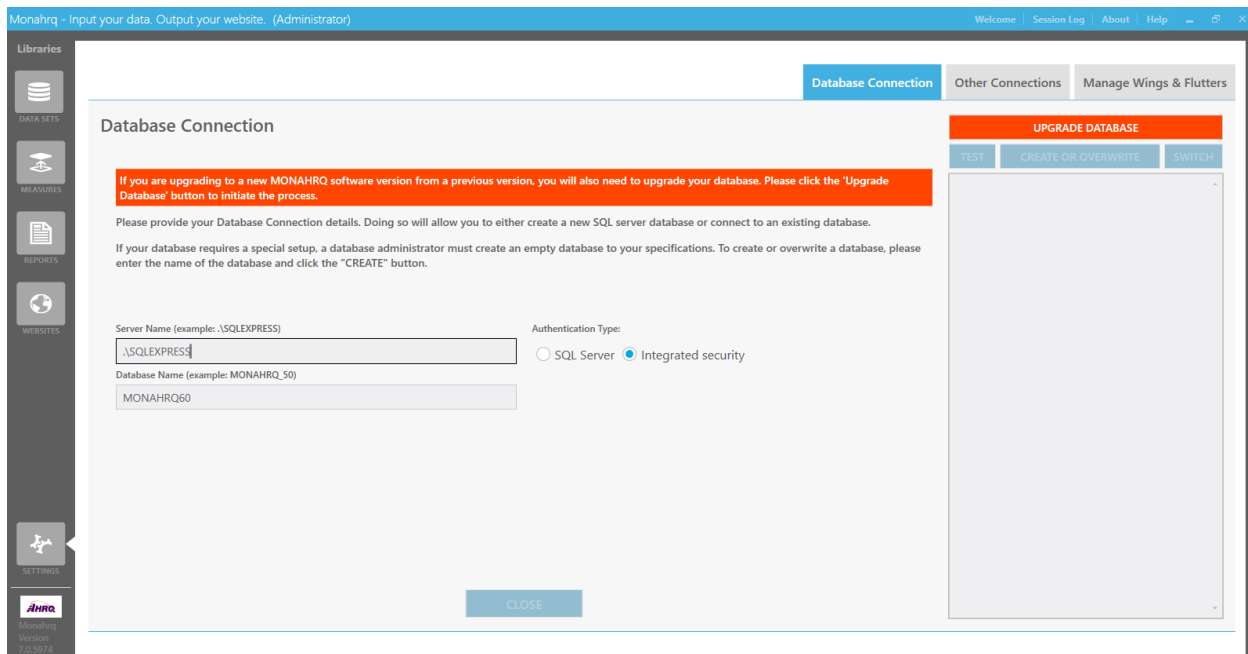 Monahrq - Input your data. Output your website. (Administrator)
Welcome | Session Log | About | Help
Libraries
DATA SETS
MEASURES
REPORTS
WEBSITES
SETTINGS
AHRQ
Monahrq
Version
7.0.5974
Database Connection
Other Connections
Manage Wings & Flutters
Database Connection
If you are upgrading to a new MONAHRQ software version from a previous version, you will also need to upgrade your database. Please click the 'Upgrade
Database' button to initiate the process.
Please provide your Database Connection details. Doing so will allow you to either create a new SQL server database or connect to an existing database.
If your database requires a special setup, a database administrator must create an empty database to your specifications. To create or overwrite a database, please
enter the name of the database and click the "CREATE" button.
Server Name (example: .\SQLEXPRESS)
.\SQLEXPRESS
Database Name (example: MONAHRQ_50)
MONAHRQ60
Authentication Type:
SQL Server
Integrated security
CLOSE
UPGRADE DATABASE
TEST
CREATE OR OVERWRITE
SWITCH